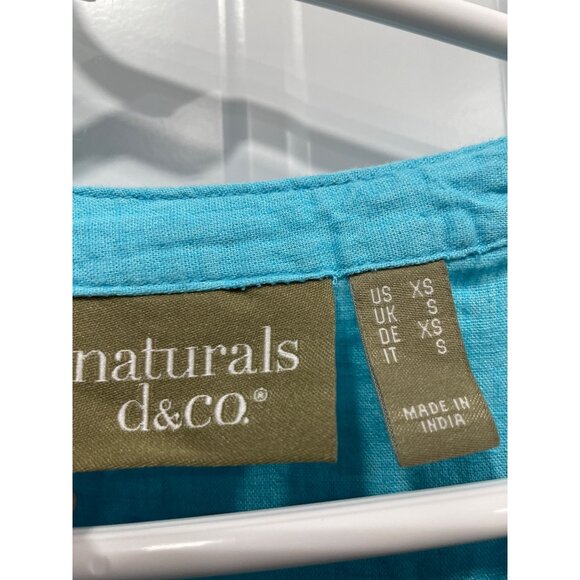 naturals
d&co.®
US XS
UK S
DE XS
IT S
MADE IN
INDIA